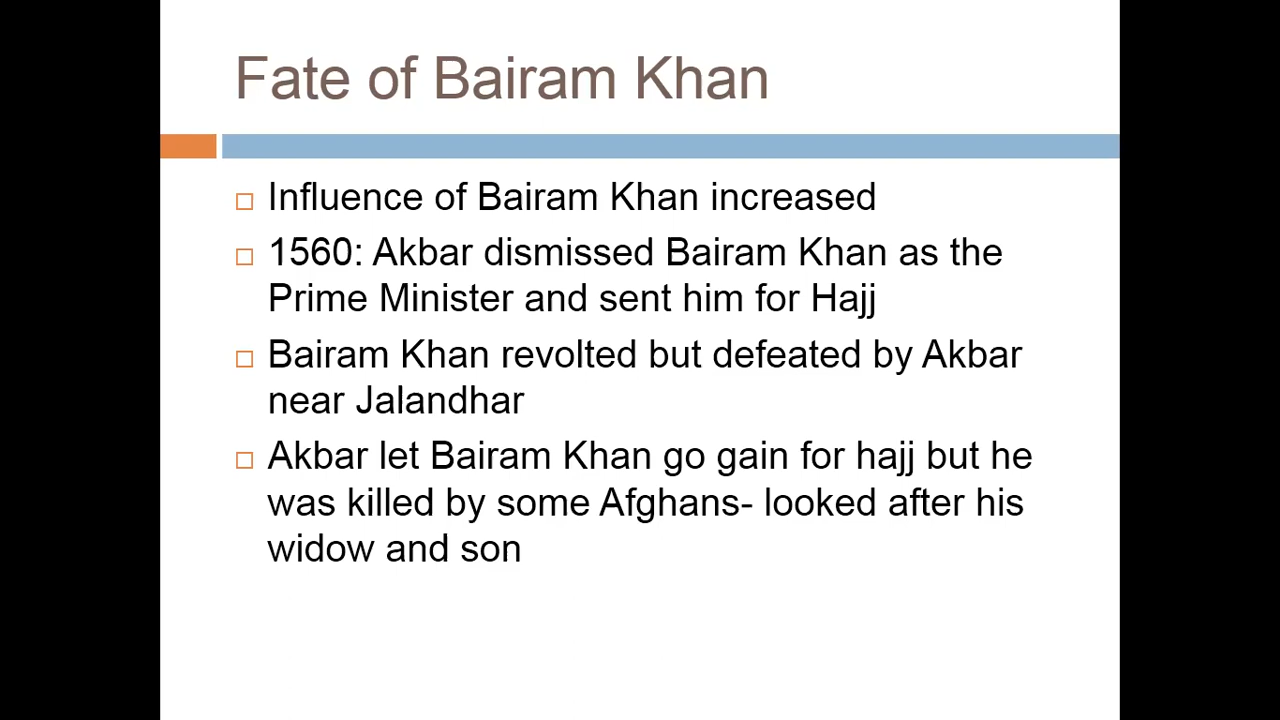 Fate of Bairam Khan
Influence of Bairam Khan increased
1560: Akbar dismissed Bairam Khan as the
Prime Minister and sent him for Hajj
Bairam Khan revolted but defeated by Akbar
near Jalandhar
Akbar let Bairam Khan go gain for hajj but he
was killed by some Afghans- looked after his
widow and son